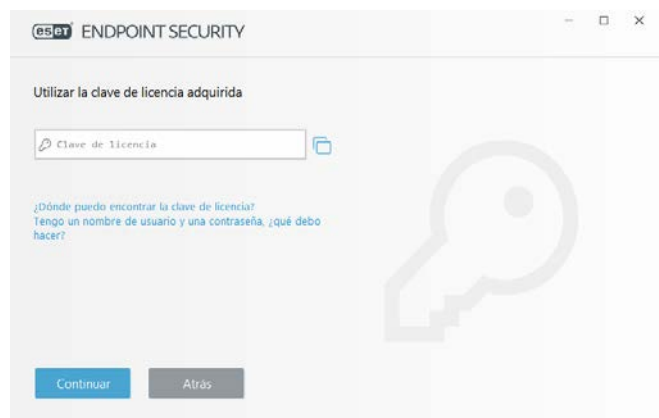 eset ENDPOINT SECURITY
Utilizar la clave de licencia adquirida
Clave de licencia
¿Dónde puedo encontrar la clave de licencia?
Tengo un nombre de usuario y una contraseña, ¿qué debo
hacer?
Continuar
Atrás